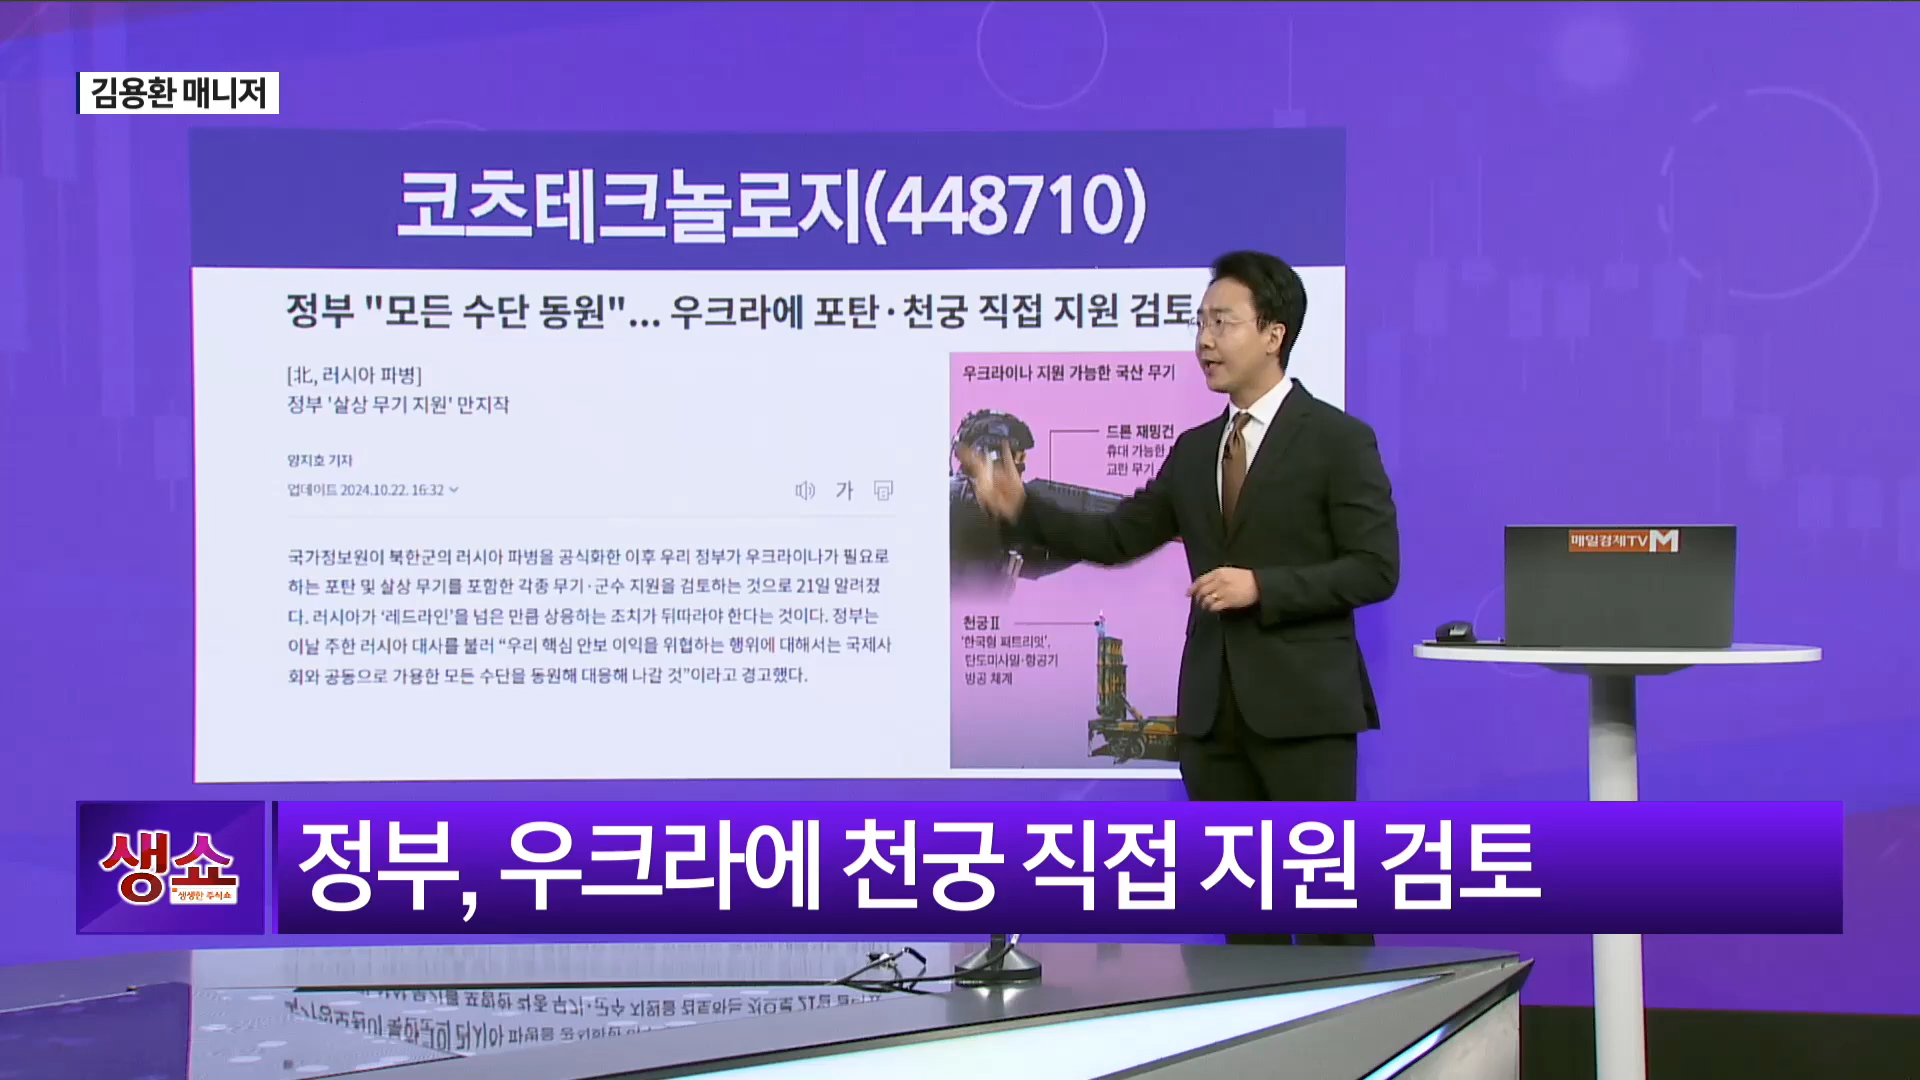 김용환 매니저
코츠테크놀로지(448710)
정부 "모든 수단 동원"... 우크라에 포탄·천궁 직접 지원 검토
[北, 러시아 파병]
정부 '살상 무기 지원' 만지작
양지호 기자
업데이트 2024.10.22. 16:32
가
국가정보원이 북한군의 러시아 파병을 공식화한 이후 우리 정부가 우크라이나가 필요로
하는 포탄 및 살상 무기를 포함한 각종 무기·군수 지원을 검토하는 것으로 21일 알려졌
다. 러시아가 ‘레드라인’을 넘은 만큼 상응하는 조치가 뒤따라야 한다는 것이다. 정부는
이날 주한 러시아 대사를 불러 “우리 핵심 안보 이익을 위협하는 행위에 대해서는 국제사
회와 공동으로 가용한 모든 수단을 동원해 대응해 나갈 것”이라고 경고했다.
우크라이나 지원 가능한 국산 무기
드론 재밍건
휴대 가능한
교란 무기
천궁Ⅱ
'한국형 패트리엇',
탄도미사일·항공기
방공 체계
매일경제TV M
생쇼
생생한 주식쇼
정부, 우크라에 천궁 직접 지원 검토